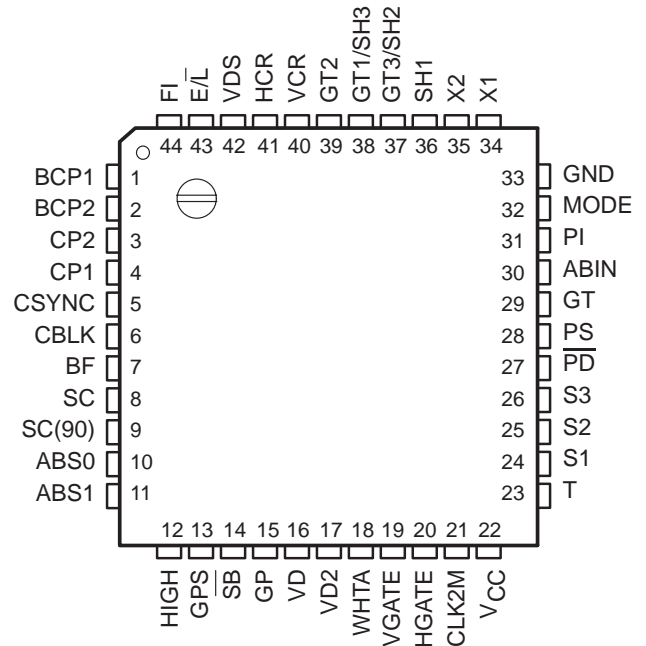 FI
E/L̅
VDS
HCR
VCR
GT2
GT1/SH3
GT3/SH2
SH1
X2
X1
44 43 42 41 40 39 38 37 36 35 34
BCP1 1
BCP2 2
CP2 3
CP1 4
CSYNC 5
CBLK 6
BF 7
SC 8
SC(90) 9
ABS0 10
ABS1 11
33 GND
32 MODE
31 PI
30 ABIN
29 GT
28 PS
27 P̅D̅
26 S3
25 S2
24 S1
23 T
12 13 14 15 16 17 18 19 20 21 22
HIGH
GPS
S̅B
GP
VD
VD2
WHTA
VGATE
HGATE
CLK2M
VCC